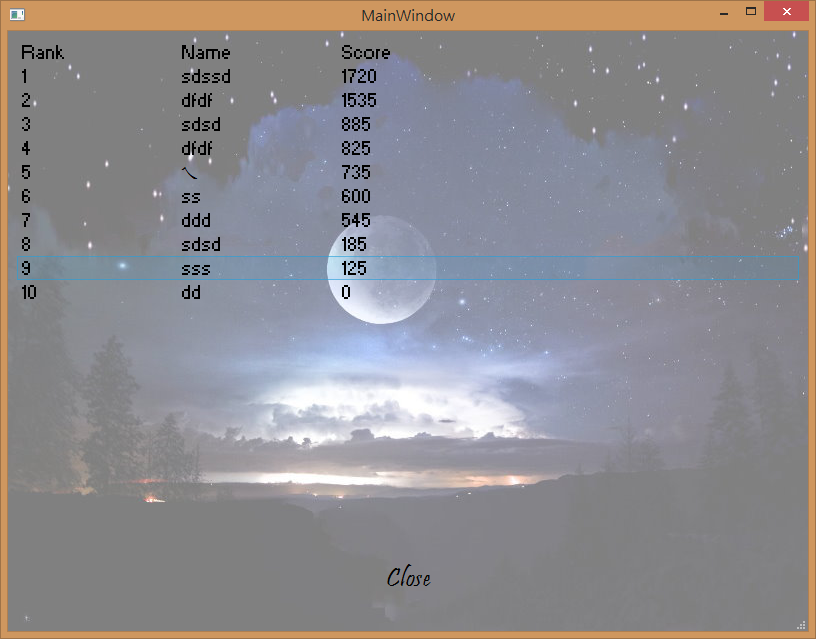 MainWindow
Rank Name Score
1 sdssd 1720
2 dfdf 1535
3 sdsd 885
4 dfdf 825
5 ㄟ 735
6 ss 600
7 ddd 545
8 sdsd 185
9 sss 125
10 dd 0
Close